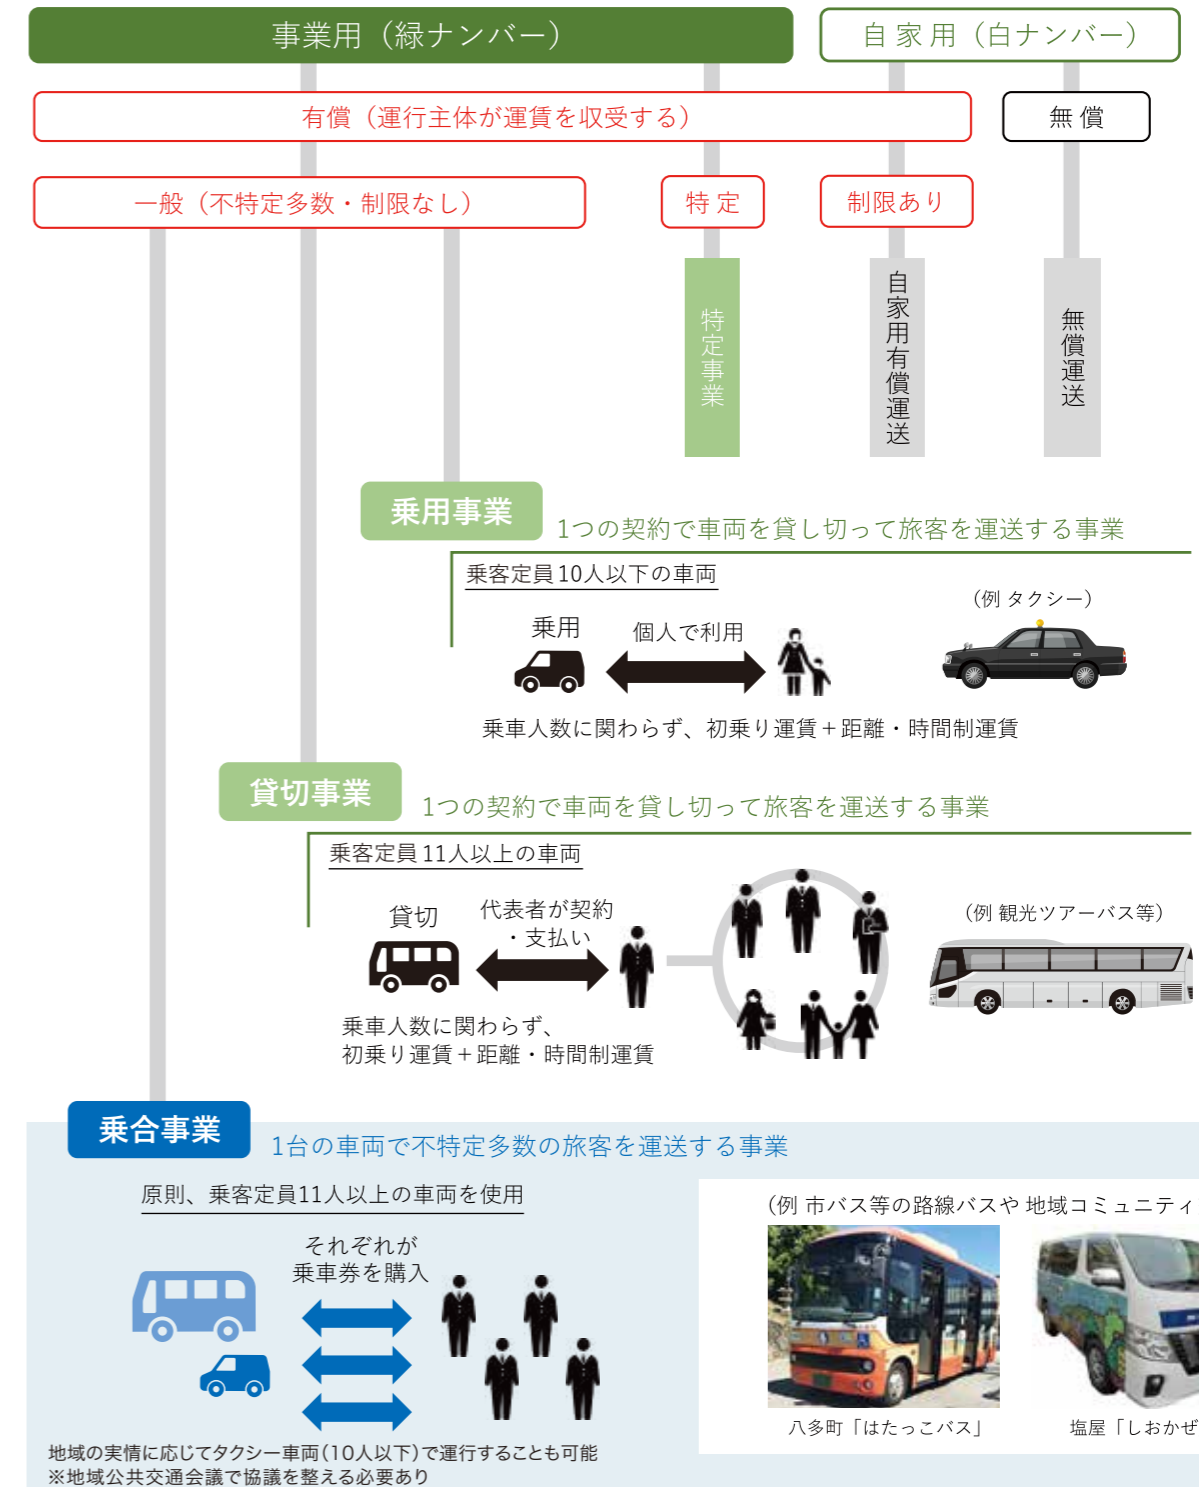 事業用（緑ナンバー）
自家用（白ナンバー）
有償（運行主体が運賃を収受する）
無償
一般（不特定多数・制限なし）
特定
制限あり
特定事業
自家用有償運送
無償運送
乗用事業
1つの契約で車両を貸し切って旅客を運送する事業
乗客定員10人以下の車両
（例 タクシー）
乗用
個人で利用
乗車人数に関わらず、初乗り運賃＋距離・時間制運賃
貸切事業
1つの契約で車両を貸し切って旅客を運送する事業
乗客定員11人以上の車両
貸切
代表者が契約
・支払い
（例 観光ツアーバス等）
乗車人数に関わらず、
初乗り運賃＋距離・時間制運賃
乗合事業
1台の車両で不特定多数の旅客を運送する事業
原則、乗客定員11人以上の車両を使用
それぞれが
乗車券を購入
（例 市バス等の路線バスや 地域コミュニティ
八多町「はたっこバス」
塩屋「しおかぜ
地域の実情に応じてタクシー車両(10人以下)で運行することも可能
※地域公共交通会議で協議を整える必要あり